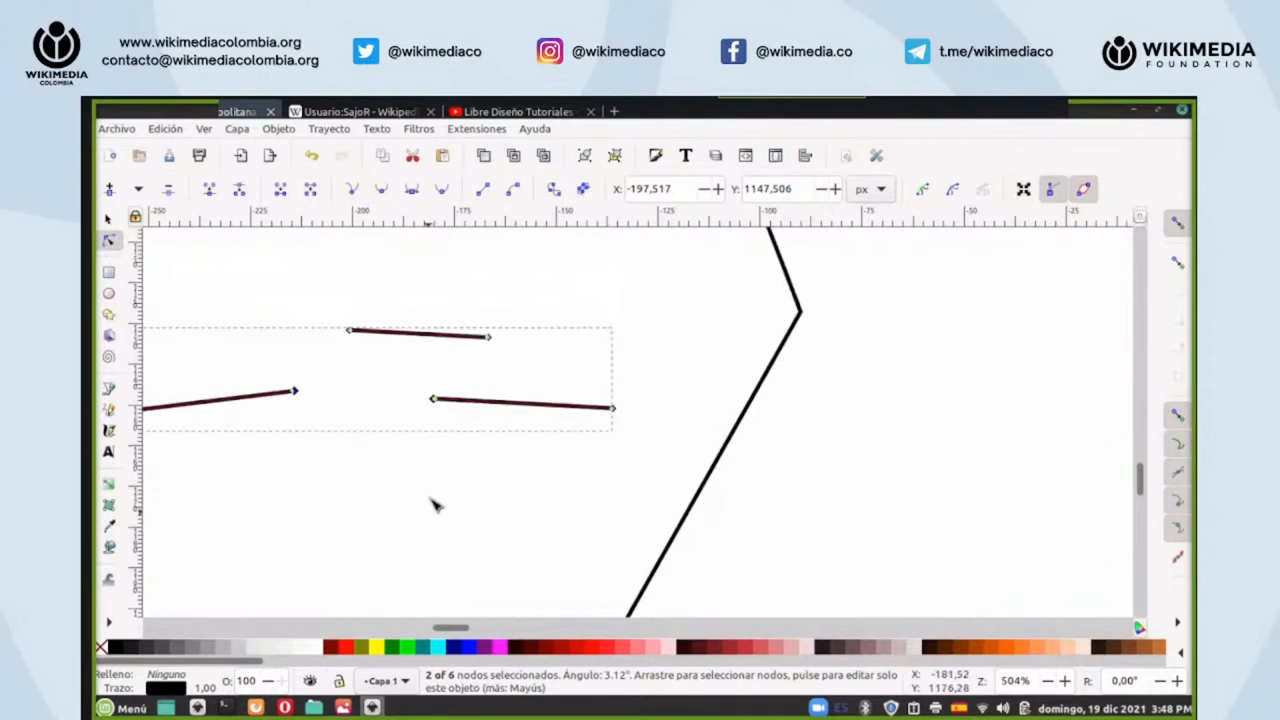 WIKIMEDIA
COLOMBIA
www.wikimediacolombia.org
contacto@wikimediacolombia.org
@wikimediaco
@wikimediaco
@wikimedia.co
t.me/wikimediaco
WIKIMEDIA
FOUNDATION
politana
Usuario:SajoR - Wikiped
Libre Diseño Tutoriales
Archivo Edición Ver Capa Objeto Trayecto Texto Filtros Extensiones Ayuda
X: -197,517 Y: 1147,506 px
-250 -225 -200 -175 -150 -125 -100 -75 -50 -25
Relleno: Ninguno
Trazo: 1,00
O: 100
Capa 1
2 of 6 nodos seleccionados. Ángulo: 3.12°. Arrastre para seleccionar nodos, pulse para editar solo
este objeto (más: Mayús)
X: -181,52
Y: 1176,28
Z: 504%
R: 0,00°
Menú
ES
domingo, 19 dic 2021 3:48 PM